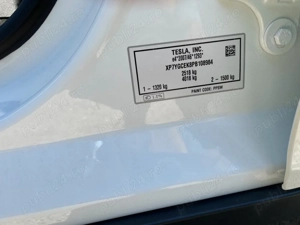 TESLA, INC.
e4*2007/46*1293*
XP7YGCEK8PB108984
2518 kg
4018 kg
1 - 1320 kg 2 - 1500 kg
PAINT CODE: PPSW